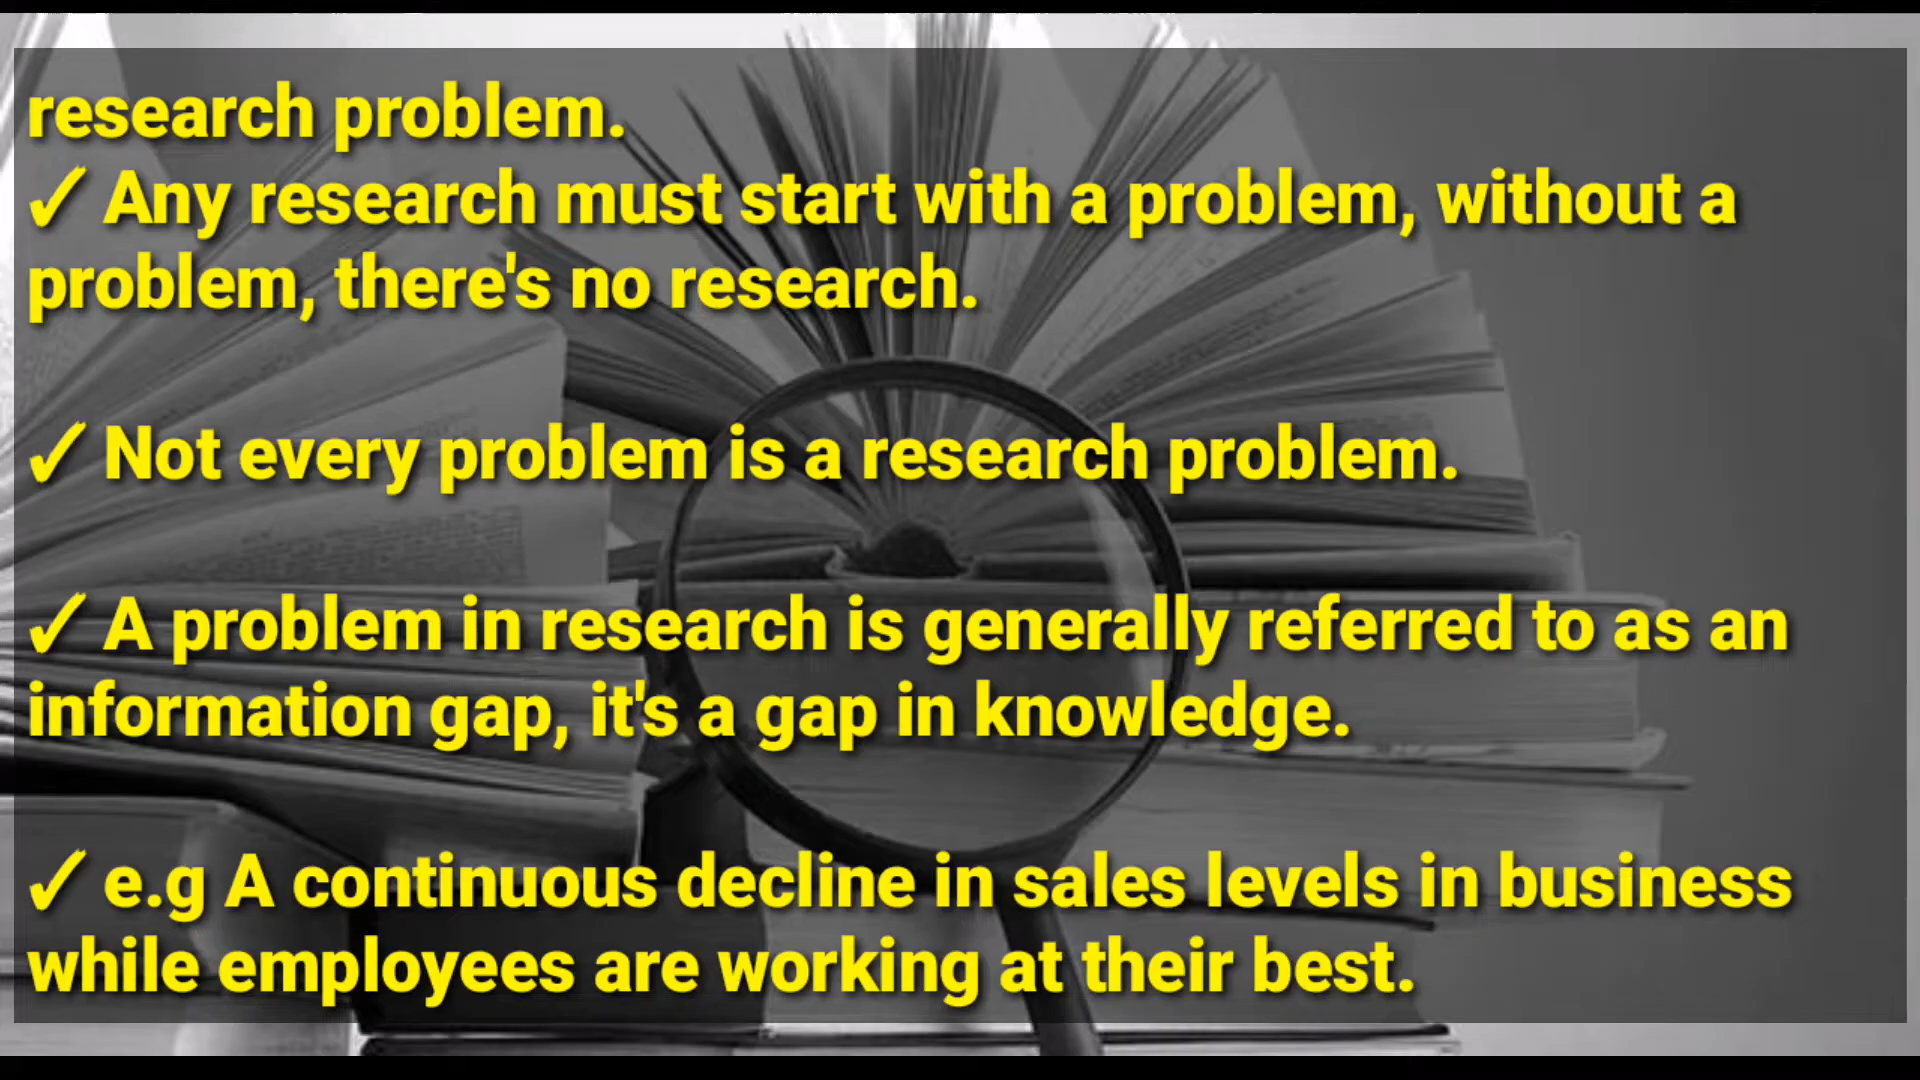 research problem.
✓ Any research must start with a problem, without a
problem, there's no research.
✓ Not every problem is a research problem.
✓ A problem in research is generally referred to as an
information gap, it's a gap in knowledge.
✓ e.g A continuous decline in sales levels in business
while employees are working at their best.